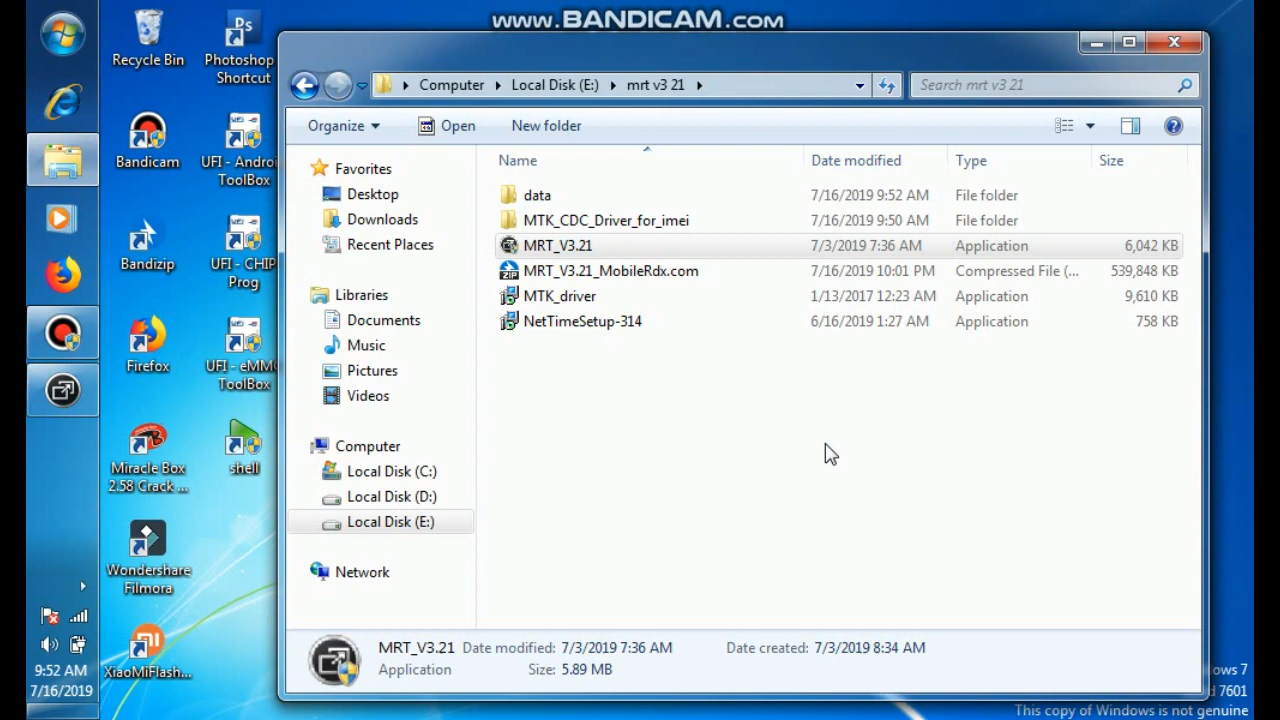 www.BANDICAM.com
Recycle Bin
Photoshop
Shortcut
Ps
Computer
Local Disk (E:)
mrt v3 21
Search mrt v3 21
Organize
Open
New folder
Name
Date modified
Type
Size
Favorites
Desktop
Downloads
Recent Places
Libraries
Documents
Music
Pictures
Videos
Computer
Local Disk (C:)
Local Disk (D:)
Local Disk (E:)
Network
data 7/16/2019 9:52 AM File folder
MTK_CDC_Driver_for_imei 7/16/2019 9:50 AM File folder
MRT_V3.21 7/3/2019 7:36 AM Application 6,042 KB
MRT_V3.21_MobileRdx.com 7/16/2019 10:01 PM Compressed File (... 539,848 KB
MTK_driver 1/13/2017 12:23 AM Application 9,610 KB
NetTimeSetup-314 6/16/2019 1:27 AM Application 758 KB
MRT_V3.21 Date modified: 7/3/2019 7:36 AM Date created: 7/3/2019 8:34 AM
Application Size: 5.89 MB
Bandicam
UFI - Androi
ToolBox
Bandizip
UFI - CHIP
Prog
Firefox
UFI - eMMC
ToolBox
Miracle Box
2.58 Crack ...
shell
Wondershare
Filmora
XiaoMiFlash...
9:52 AM
7/16/2019
ows 7
d 7601
This copy of Windows is not genuine